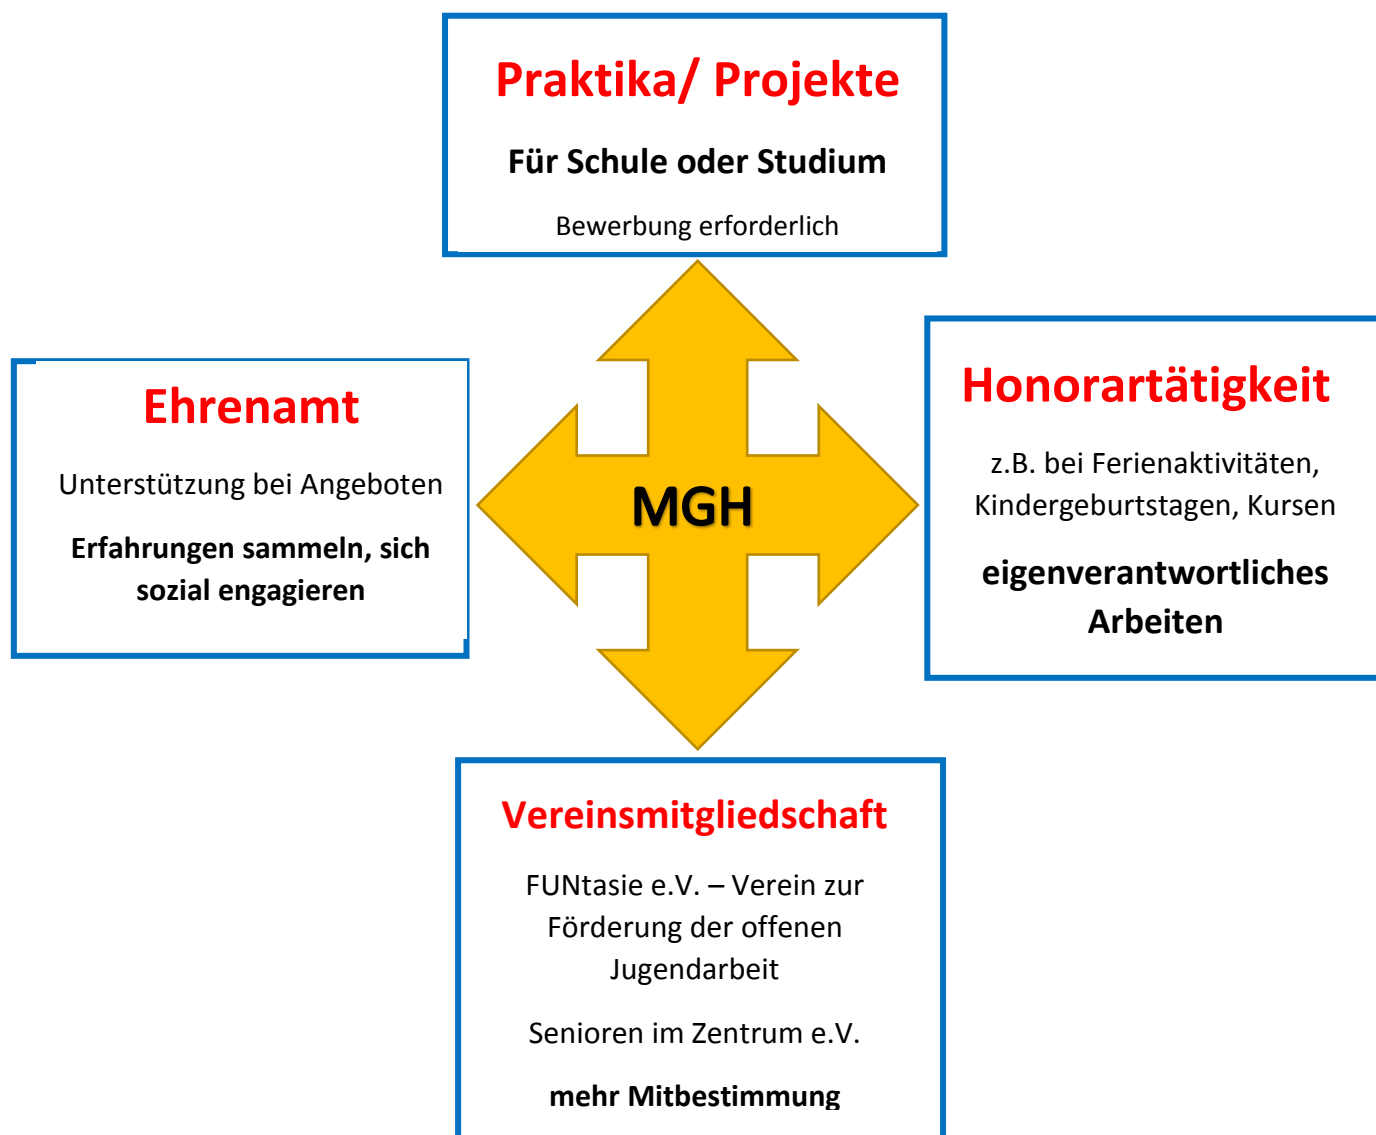 Praktika/ Projekte
Für Schule oder Studium
Bewerbung erforderlich
Ehrenamt
Unterstützung bei Angeboten
Erfahrungen sammeln, sich
sozial engagieren
MGH
Honorartätigkeit
z.B. bei Ferienaktivitäten,
Kindergeburtstagen, Kursen
eigenverantwortliches
Arbeiten
Vereinsmitgliedschaft
FUNtasie e.V. – Verein zur
Förderung der offenen
Jugendarbeit
Senioren im Zentrum e.V.
mehr Mitbestimmung